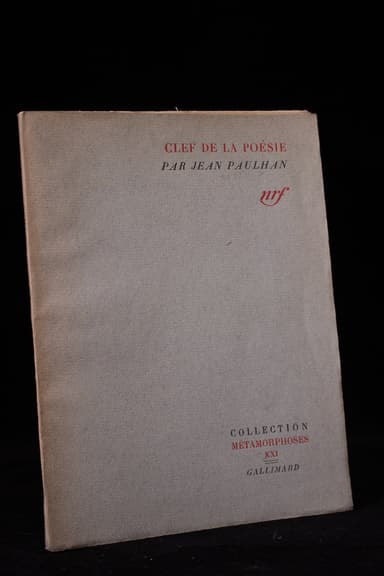 CLEF DE LA POÉSIE
PAR JEAN PAULHAN
nrf
COLLECTION
MÉTAMORPHOSES
XXI
GALLIMARD